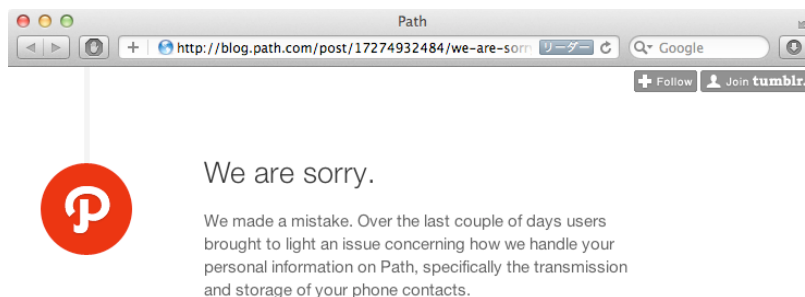 Path
http://blog.path.com/post/17274932484/we-are-sorr
リーダー
Google
Follow
Join tumblr.
We are sorry.
We made a mistake. Over the last couple of days users
brought to light an issue concerning how we handle your
personal information on Path, specifically the transmission
and storage of your phone contacts.